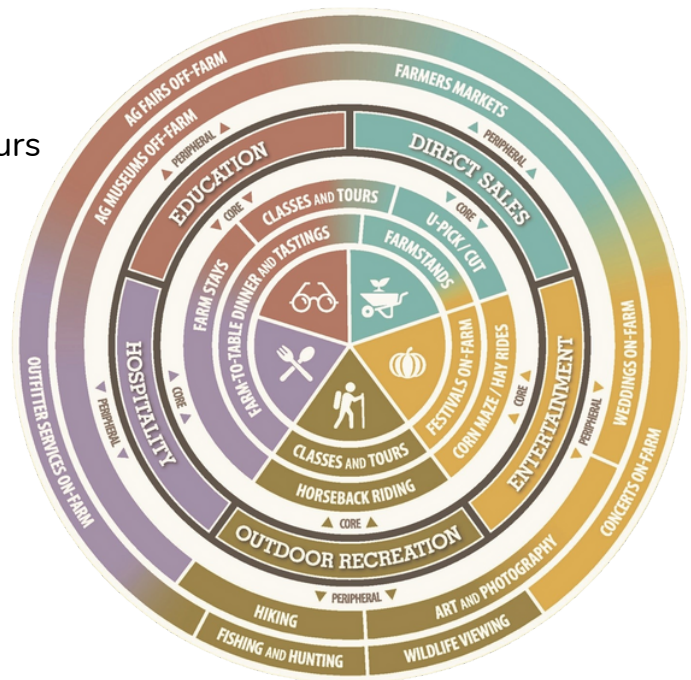 urs
AG FAIRS OFF-FARM
FARMERS MARKETS
AG MUSEUMS OFF-FARM
PERIPHERAL
PERIPHERAL
EDUCATION
DIRECT SALES
CORE
CORE
CLASSES AND TOURS
U-PICK / CUT
FARM-TO-TABLE DINNER AND TASTINGS
FARMSTANDS
FARM STAYS
FESTIVALS ON-FARM
CORN MAZE / HAY RIDES
WEDDINGS ON-FARM
CONCERTS ON-FARM
OUTFITTER SERVICES ON-FARM
HOSPITALITY
ENTERTAINMENT
CORE
CORE
PERIPHERAL
PERIPHERAL
CLASSES AND TOURS
HORSEBACK RIDING
CORE
OUTDOOR RECREATION
PERIPHERAL
HIKING
ART AND PHOTOGRAPHY
FISHING AND HUNTING
WILDLIFE VIEWING